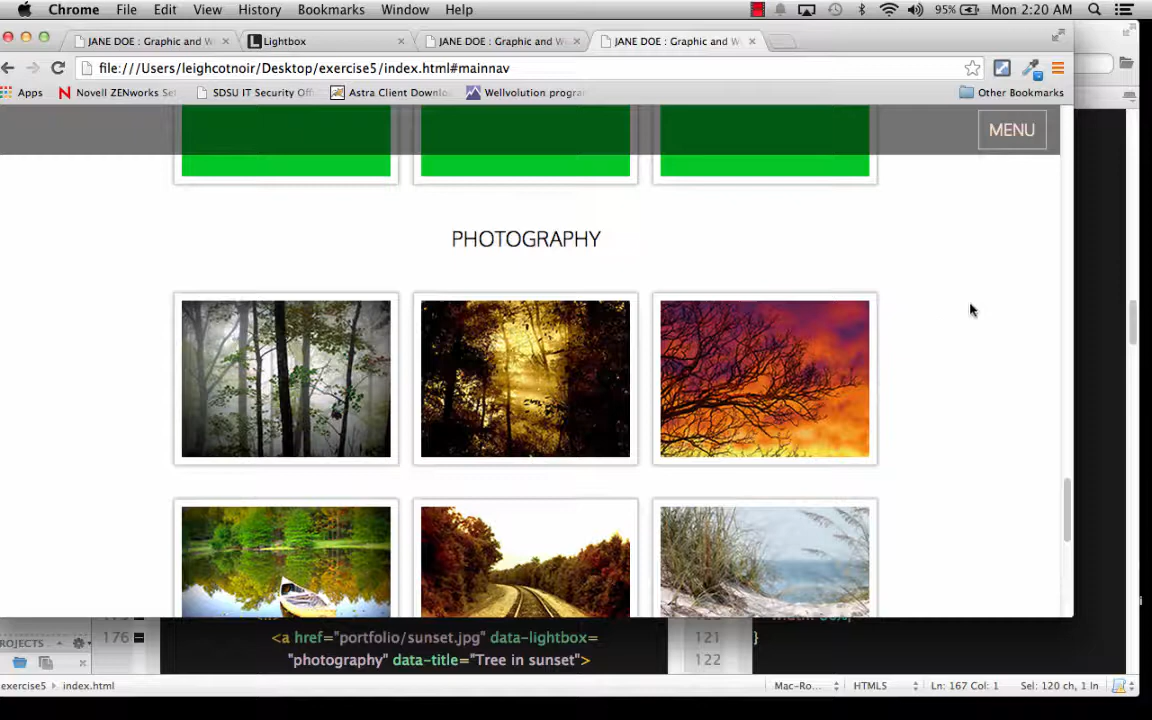 Chrome File Edit View History Bookmarks Window Help 95% Mon 2:20 AM
JANE DOE : Graphic and W Lightbox JANE DOE : Graphic and W JANE DOE : Graphic and W
file:///Users/leighcotnoir/Desktop/exercise5/index.html#mainnav
Apps Novell ZENworks Set SDSU IT Security Off Astra Client Downlo Wellvolution progra Other Bookmarks
MENU
PHOTOGRAPHY
176 <a href="portfolio/sunset.jpg" data-lightbox= 121 }
"photography" data-title="Tree in sunset"> 122
ROJECTS
exercise5 index.html Mac-Ro... HTML5 Ln: 167 Col: 1 Sel: 120 ch, 1 ln